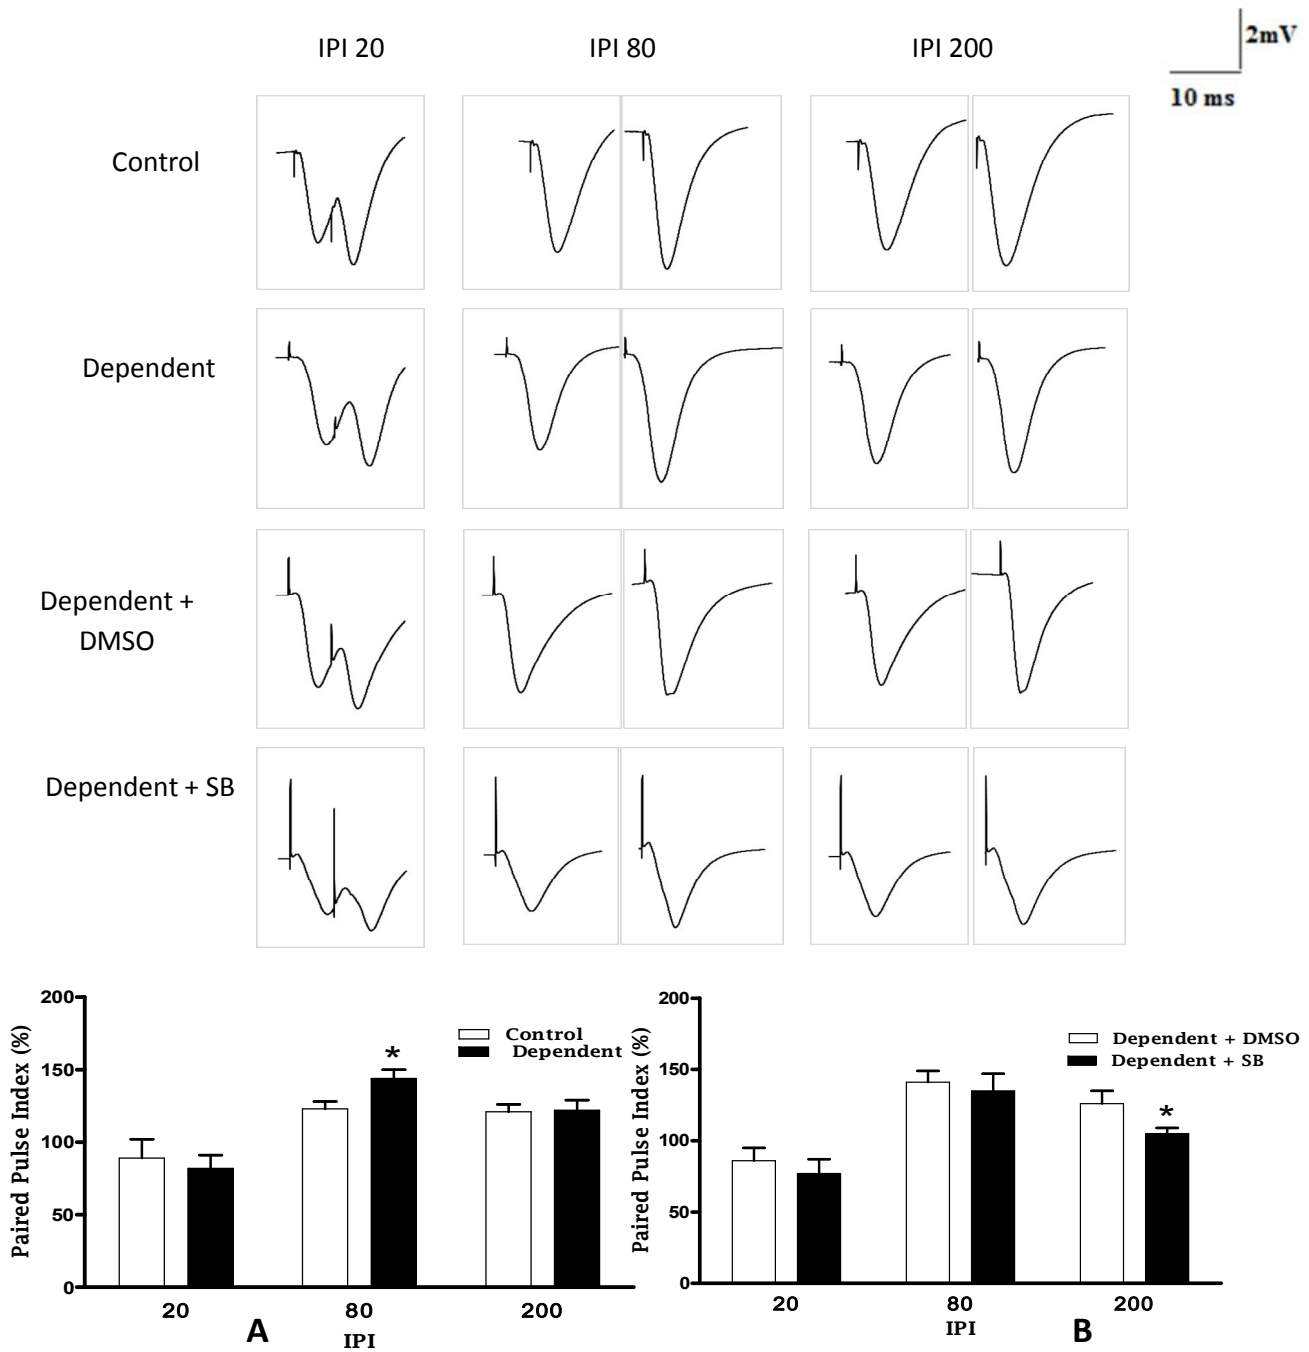 IPI 20
IPI 80
IPI 200
2mV
10 ms
Control
Dependent
Dependent +
DMSO
Dependent + SB
Paired Pulse Index (%)
200
150
100
50
0
*
Control
Dependent
20
80
200
IPI
A
Paired Pulse Index (%)
200
150
100
50
0
*
Dependent + DMSO
Dependent + SB
20
80
200
IPI
B